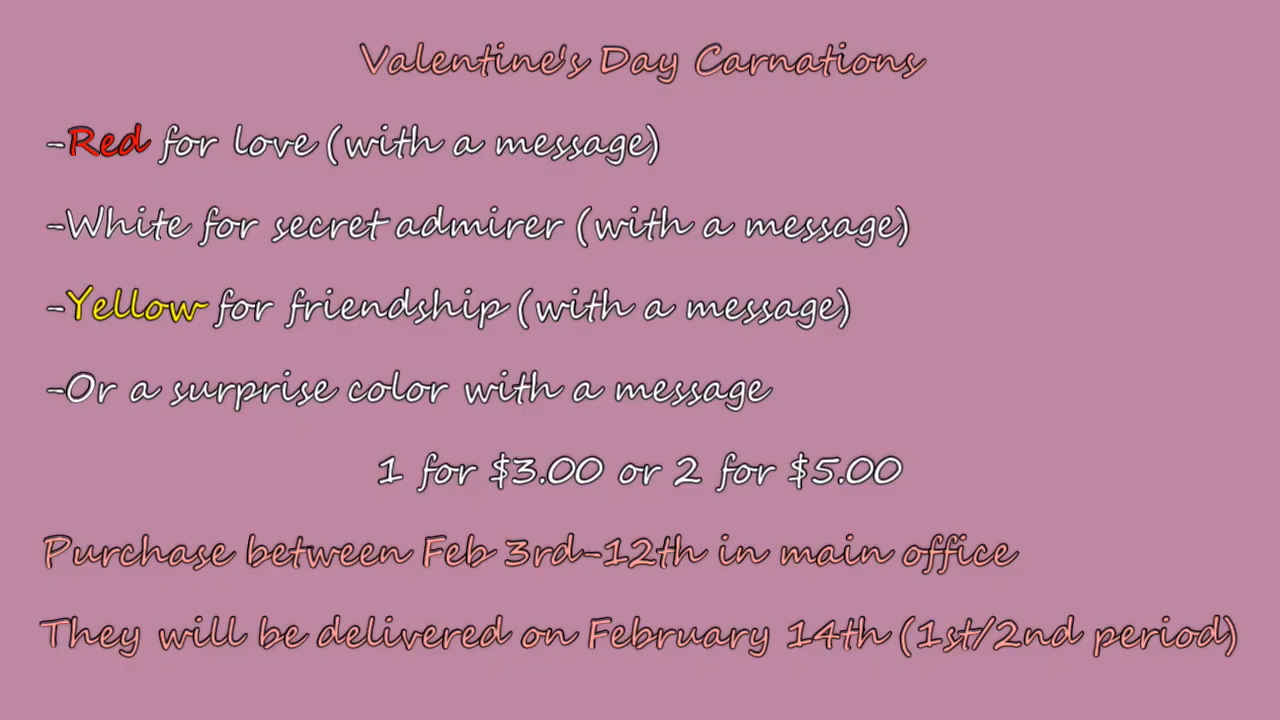 Valentine's Day Carnations
-Red for love (with a message)
-White for secret admirer (with a message)
-Yellow for friendship (with a message)
-Or a surprise color with a message
1 for $3.00 or 2 for $5.00
Purchase between Feb 3rd-12th in main office
They will be delivered on February 14th (1st/2nd period)